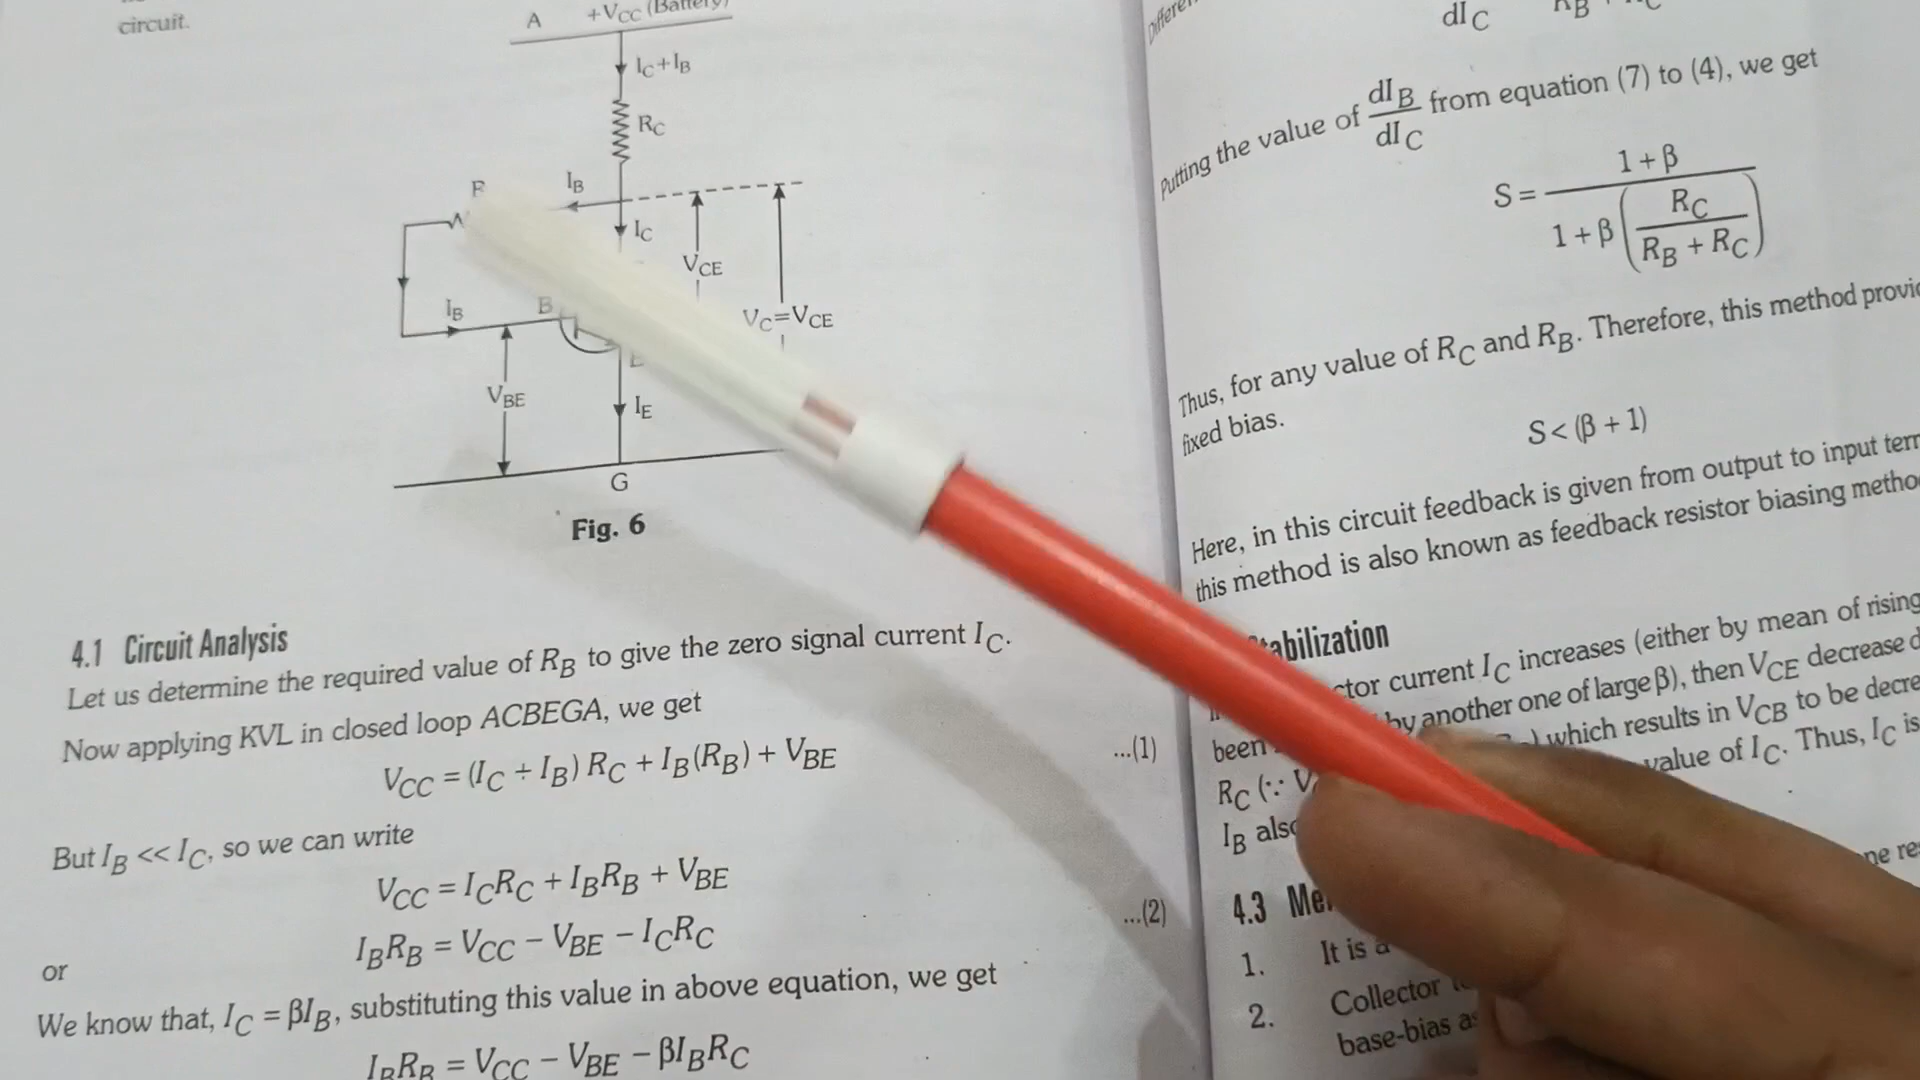 circuit.
A +VCC (Battery)
IC+IB
RC
IB
IC
VCE
VC=VCE
IB
B
VBE
IE
G
Fig. 6
4.1 Circuit Analysis
Let us determine the required value of RB to give the zero signal current IC.
Now applying KVL in closed loop ACBEGA, we get
VCC = (IC ÷ IB) RC + IB(RB) + VBE ...(1)
But IB << IC, so we can write
VCC = ICRC + IBRB + VBE
or IBRB = VCC − VBE − ICRC ...(2)
We know that, IC = βIB, substituting this value in above equation, we get
IBRB = VCC − VBE − βIBRC
dIC
Putting the value of dIB/dIC from equation (7) to (4), we get
S = (1 + β) / (1 + β (RC / (RB + RC)))
Thus, for any value of RC and RB. Therefore, this method
fixed bias.
S < (β + 1)
Here, in this circuit feedback is given from output to input
this method is also known as feedback resistor biasing
current IC increases (either by mean of rising
been by another one of large β), then VCE decrease
which results in VCB to be
RC (∵ value of IC. Thus, IC is
IB
4.3
1. It is a
2. Collector
base-bias